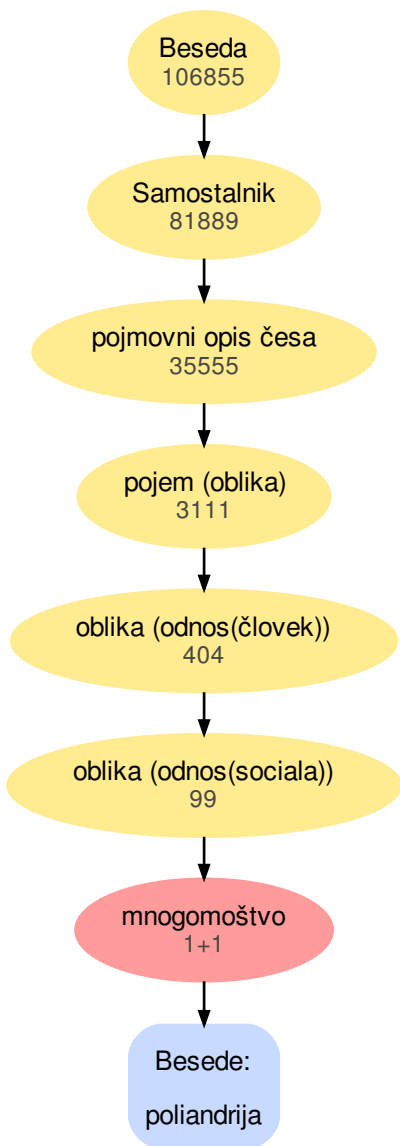 Beseda
106855
Samostalnik
81889
pojmovni opis česa
35555
pojem (oblika)
3111
oblika (odnos(človek))
404
oblika (odnos(sociala))
99
mnogomoštvo
1+1
Besede:
poliandrija